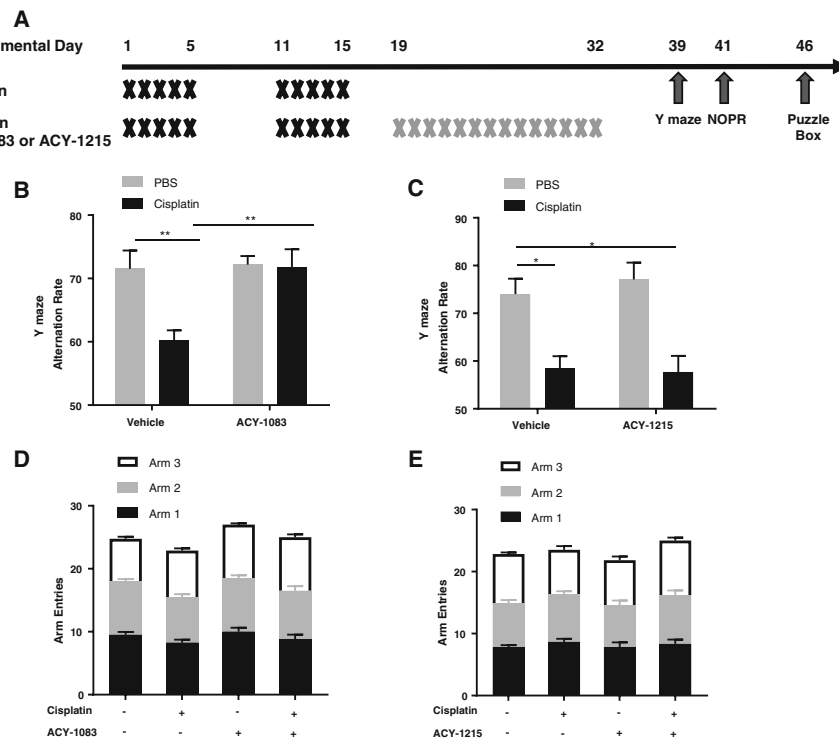 A
mental Day 1 5 11 15 19 32 39 41 46
n
n
83 or ACY-1215
Y maze NOPR Puzzle
Box
B
PBS
Cisplatin
**
**
80
70
60
50
Y maze
Alternation Rate
Vehicle ACY-1083
C
PBS
Cisplatin
*
*
90
80
70
60
50
Y maze
Alternation Rate
Vehicle ACY-1215
D
Arm 3
Arm 2
Arm 1
30
20
10
0
Arm Entries
Cisplatin - + - +
ACY-1083 - - + +
E
Arm 3
Arm 2
Arm 1
30
20
10
0
Arm Entries
Cisplatin - + - +
ACY-1215 - - + +